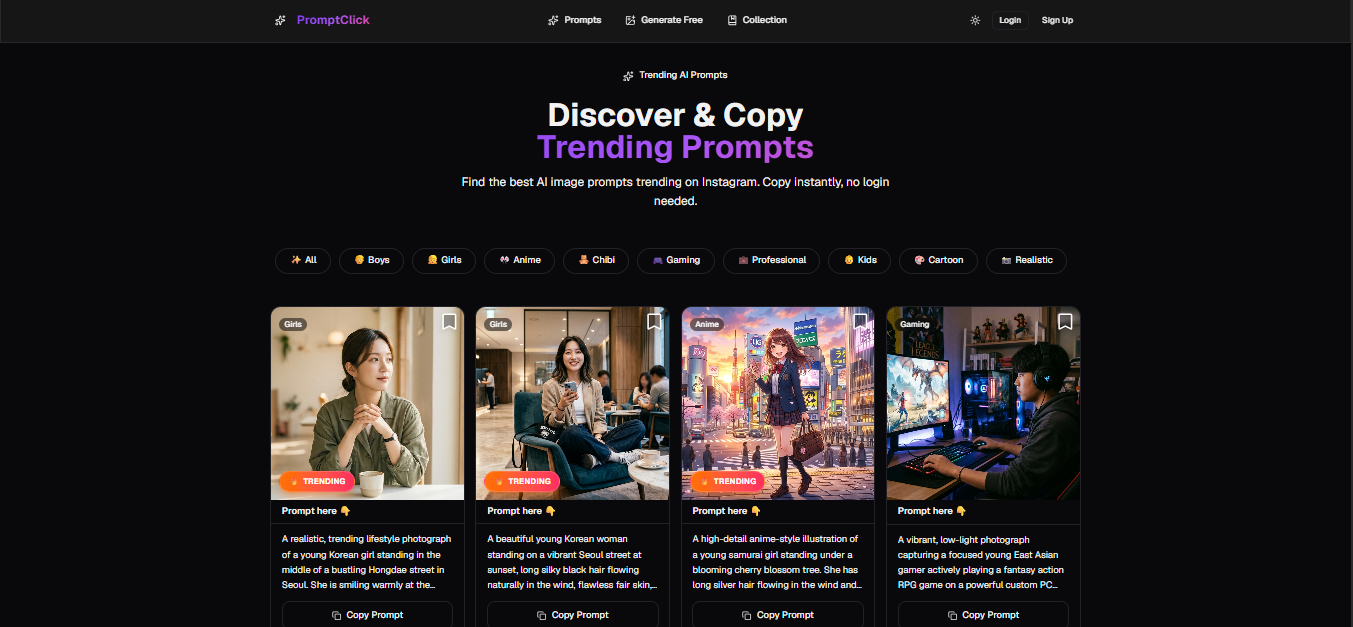 PromptClick
Prompts
Generate Free
Collection
Login
Sign Up
Trending AI Prompts
Discover & Copy
Trending Prompts
Find the best AI image prompts trending on Instagram. Copy instantly, no login
needed.
✨ All
👦 Boys
👧 Girls
🎎 Anime
🧸 Chibi
🎮 Gaming
💼 Professional
👶 Kids
🎨 Cartoon
📷 Realistic
Girls
TRENDING
Prompt here 👇
A realistic, trending lifestyle photograph
of a young Korean girl standing in the
middle of a bustling Hongdae street in
Seoul. She is smiling warmly at the...
Copy Prompt
Girls
TRENDING
Prompt here 👇
A beautiful young Korean woman
standing on a vibrant Seoul street at
sunset, long silky black hair flowing
naturally in the wind, flawless fair skin,...
Copy Prompt
Anime
TRENDING
Prompt here 👇
A high-detail anime-style illustration of
a young samurai girl standing under a
blooming cherry blossom tree. She has
long silver hair flowing in the wind and...
Copy Prompt
Gaming
LEGENDS
Prompt here 👇
A vibrant, low-light photograph
capturing a focused young East Asian
gamer actively playing a fantasy action
RPG game on a powerful custom PC...
Copy Prompt